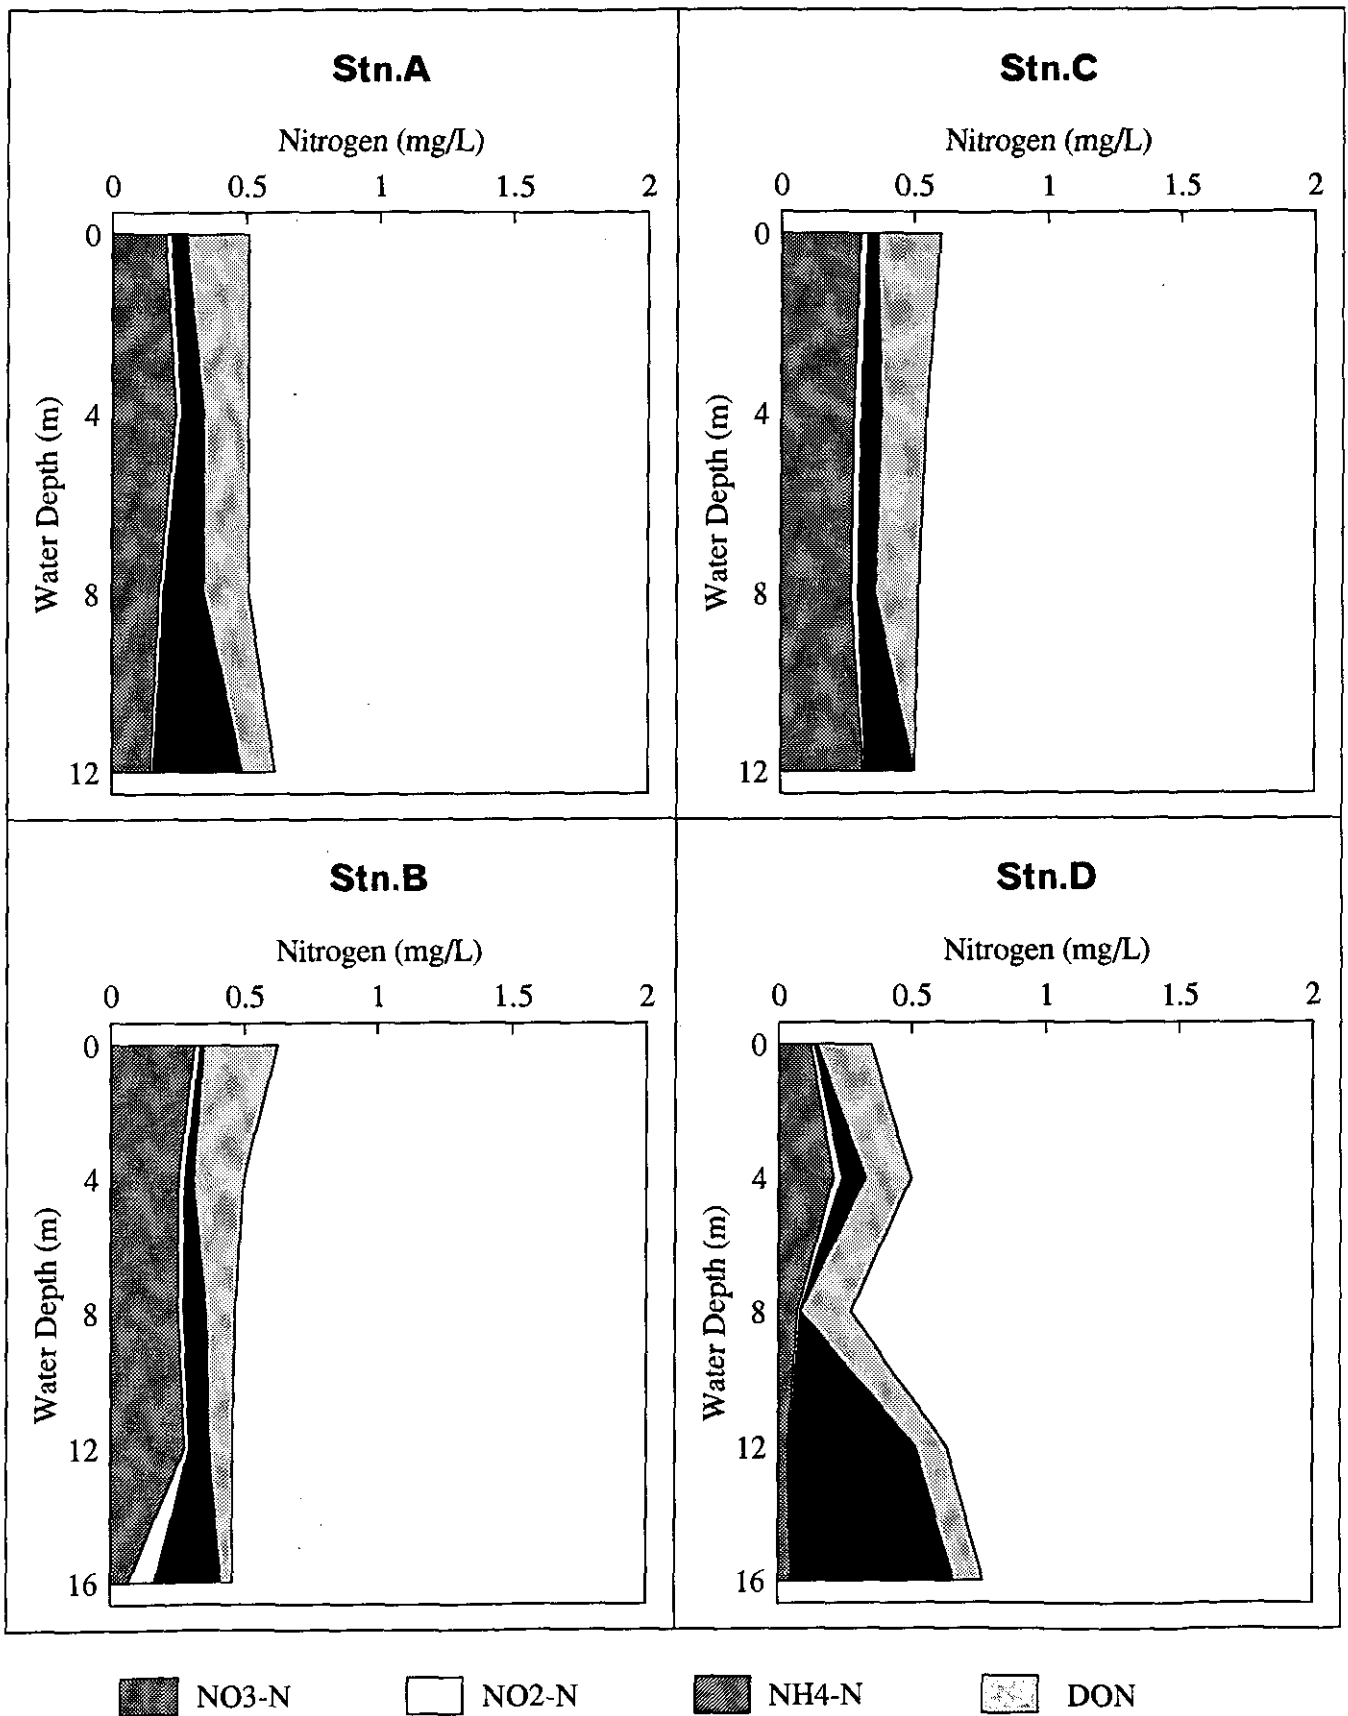 Stn.A
Nitrogen (mg/L)
0 0.5 1 1.5 2
0
4
8
12
Water Depth (m)
Stn.C
Nitrogen (mg/L)
0 0.5 1 1.5 2
0
4
8
12
Water Depth (m)
Stn.B
Nitrogen (mg/L)
0 0.5 1 1.5 2
0
4
8
12
16
Water Depth (m)
Stn.D
Nitrogen (mg/L)
0 0.5 1 1.5 2
0
4
8
12
16
Water Depth (m)
NO3-N NO2-N NH4-N DON